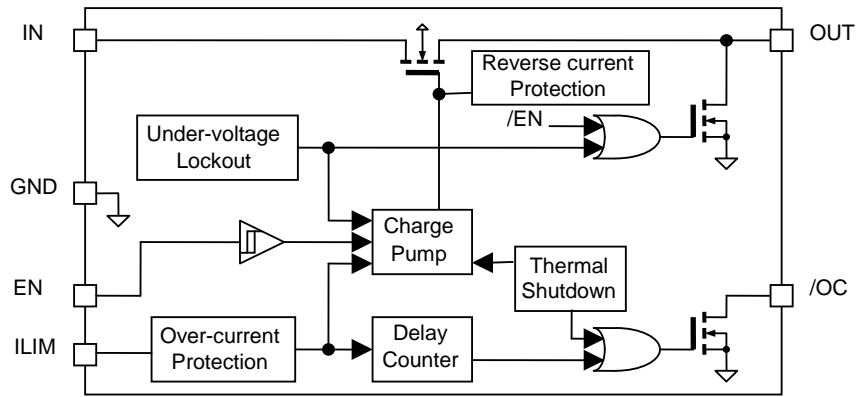 IN
OUT
Reverse current
Protection
/EN
Under-voltage
Lockout
GND
Charge
Pump
Thermal
Shutdown
EN
/OC
ILIM
Over-current
Protection
Delay
Counter